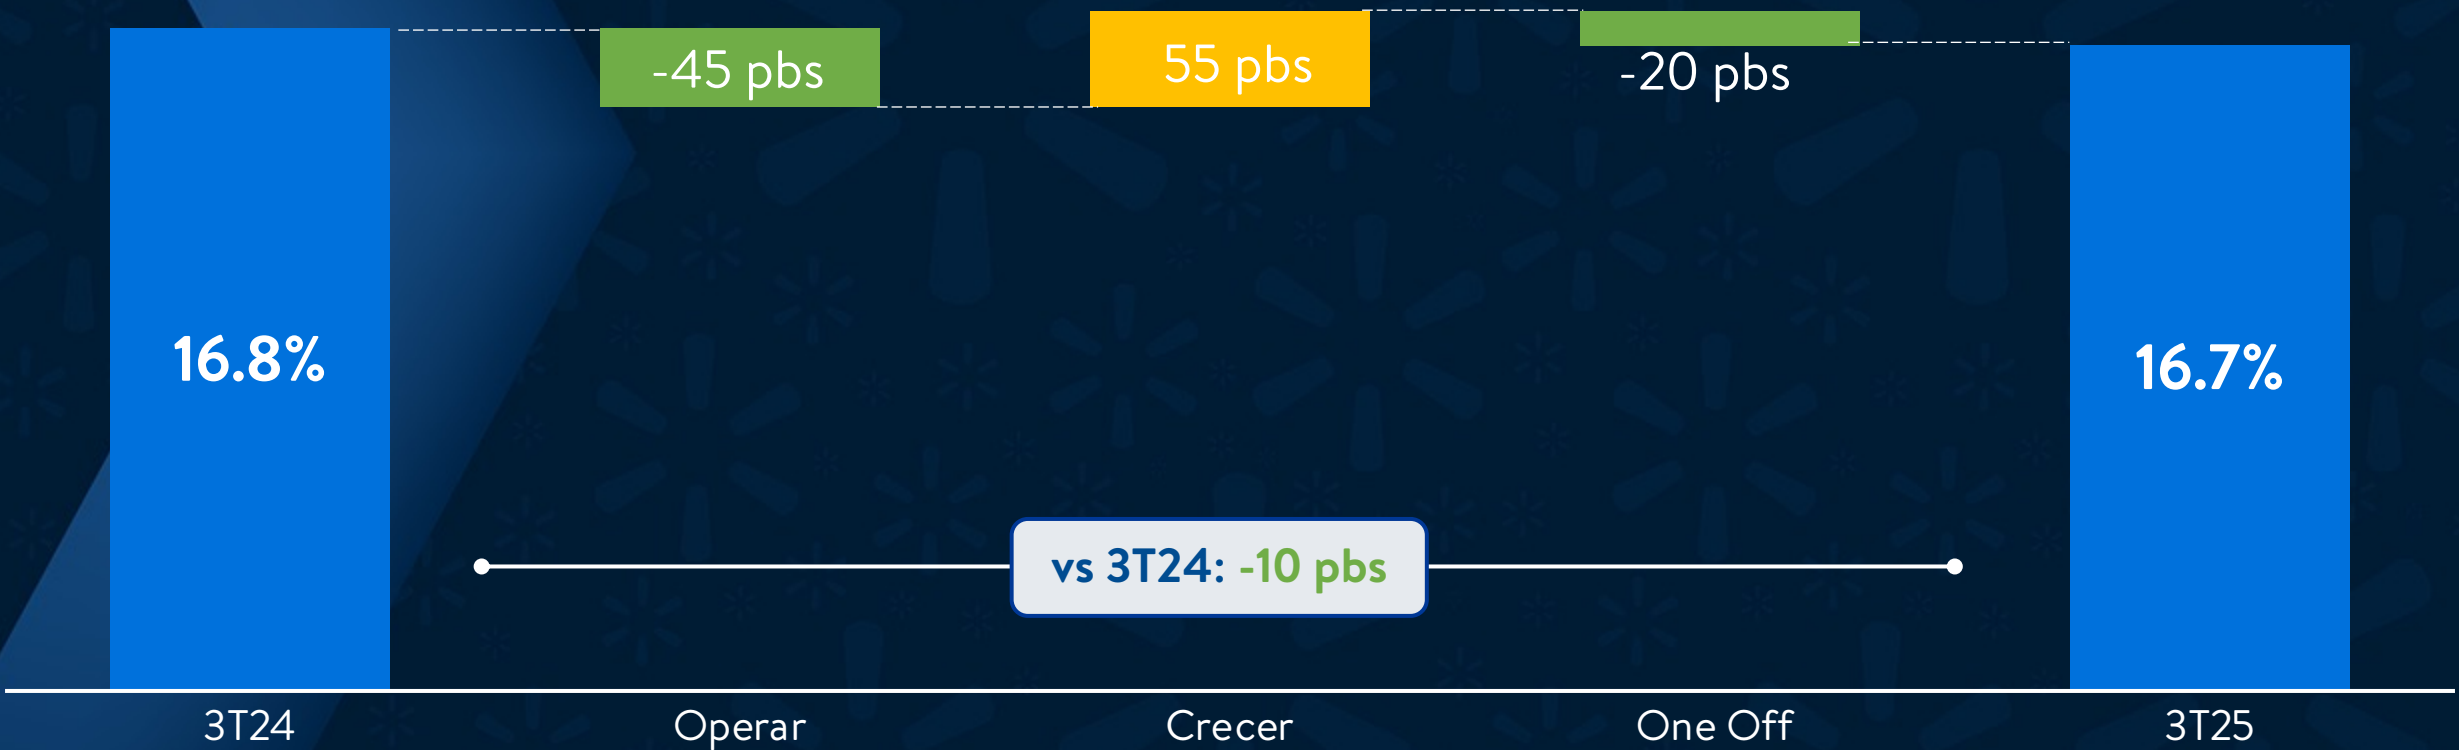 -45 pbs
55 pbs
-20 pbs
16.8%
16.7%
vs 3T24: -10 pbs
3T24
Operar
Crecer
One Off
3T25